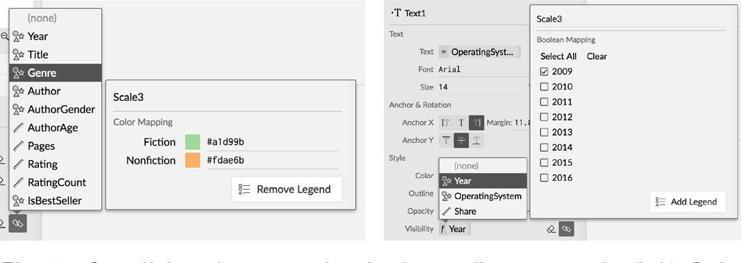 (none)
Year
Title
Genre
Author
AuthorGender
AuthorAge
Pages
Rating
RatingCount
IsBestSeller
Scale3
Color Mapping
Fiction #a1d99b
Nonfiction #fdae6b
Remove Legend
T Text1
Text
Text = OperatingSyst...
Font Arial
Size 14
Anchor & Rotation
Anchor X Margin: 11.8
Anchor Y
Style
Color
Outline
Opacity
Visibility f Year
(none)
Year
OperatingSystem
Share
Scale3
Boolean Mapping
Select All Clear
2009
2010
2011
2012
2013
2014
2015
2016
Add Legend